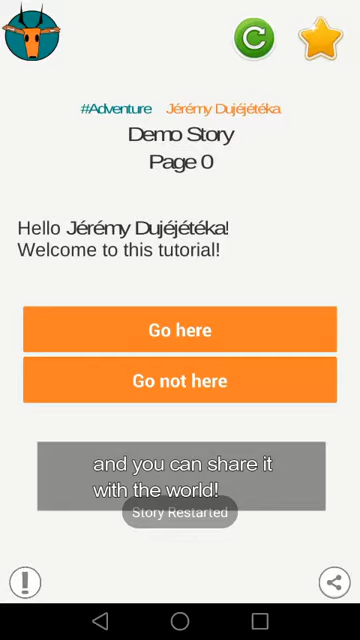 #Adventure Jérémy Dujéjétéka
Demo Story
Page 0
Hello Jérémy Dujéjétéka!
Welcome to this tutorial!
Go here
Go not here
and you can share it
with the world!
Story Restarted